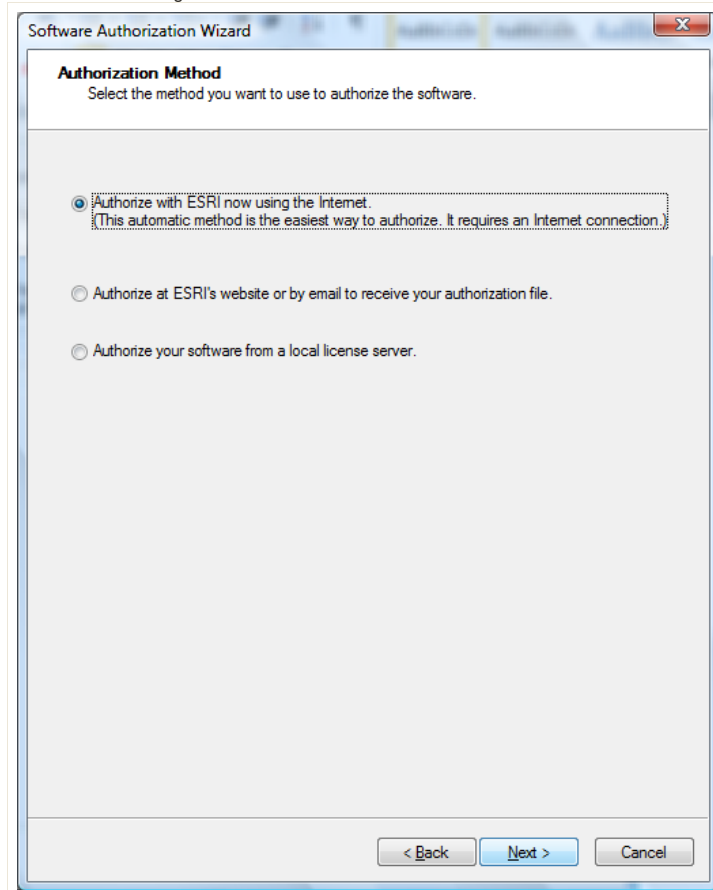 Software Authorization Wizard
Authorization Method
Select the method you want to use to authorize the software.
Authorize with ESRI now using the Internet.
(This automatic method is the easiest way to authorize. It requires an Internet connection.)
Authorize at ESRI's website or by email to receive your authorization file.
Authorize your software from a local license server.
< Back Next > Cancel